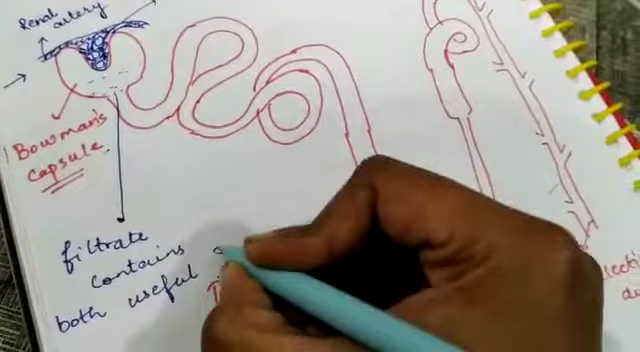 Renal
artery
Bowman's
capsule
filtrate
contains
both useful